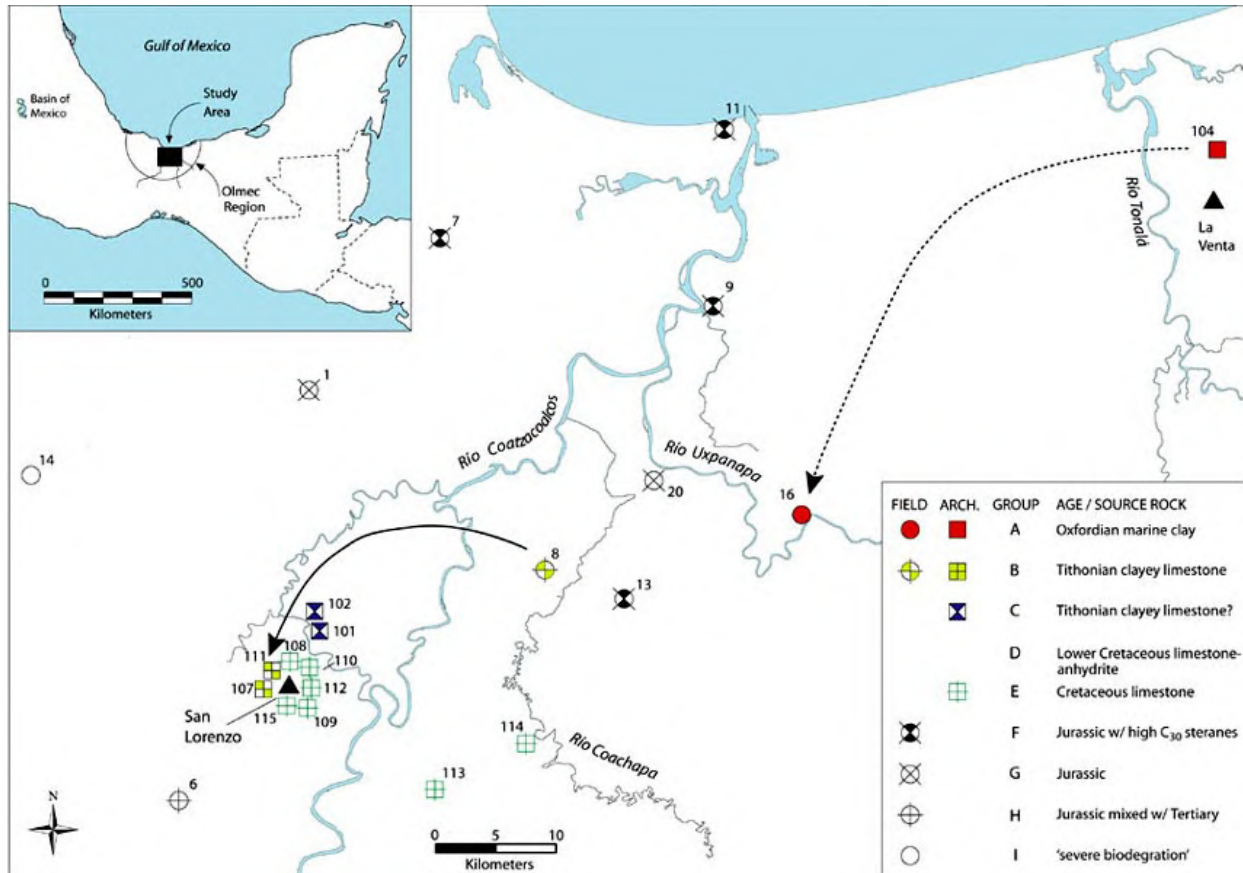 Gulf of Mexico
Basin of
Mexico
Study
Area
Olmec
Region
0 500
Kilometers
11
104
La
Venta
Río Tonalá
7
9
1
14
Río Coatzacoalcos
Río Uxpanapa
20
16
8
13
102
101
108
111
110
107
112
115
109
San
Lorenzo
114
Río Coachapa
113
6
N
0 5 10
Kilometers
FIELD ARCH. GROUP AGE / SOURCE ROCK
A Oxfordian marine clay
B Tithonian clayey limestone
C Tithonian clayey limestone?
D Lower Cretaceous limestone-
anhydrite
E Cretaceous limestone
F Jurassic w/ high C30 steranes
G Jurassic
H Jurassic mixed w/ Tertiary
I 'severe biodegration'